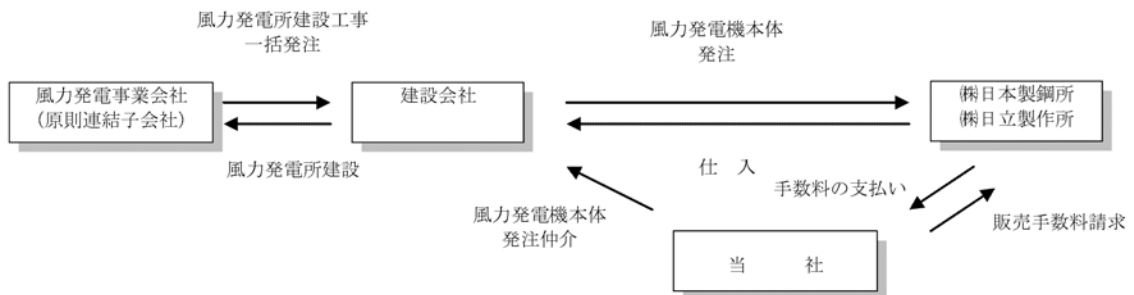 風力発電所建設工事
一括発注
風力発電機本体
発注
風力発電事業会社
(原則連結子会社)
建設会社
㈱日本製鋼所
㈱日立製作所
風力発電所建設
仕　入
手数料の支払い
風力発電機本体
発注仲介
販売手数料請求
当　　社